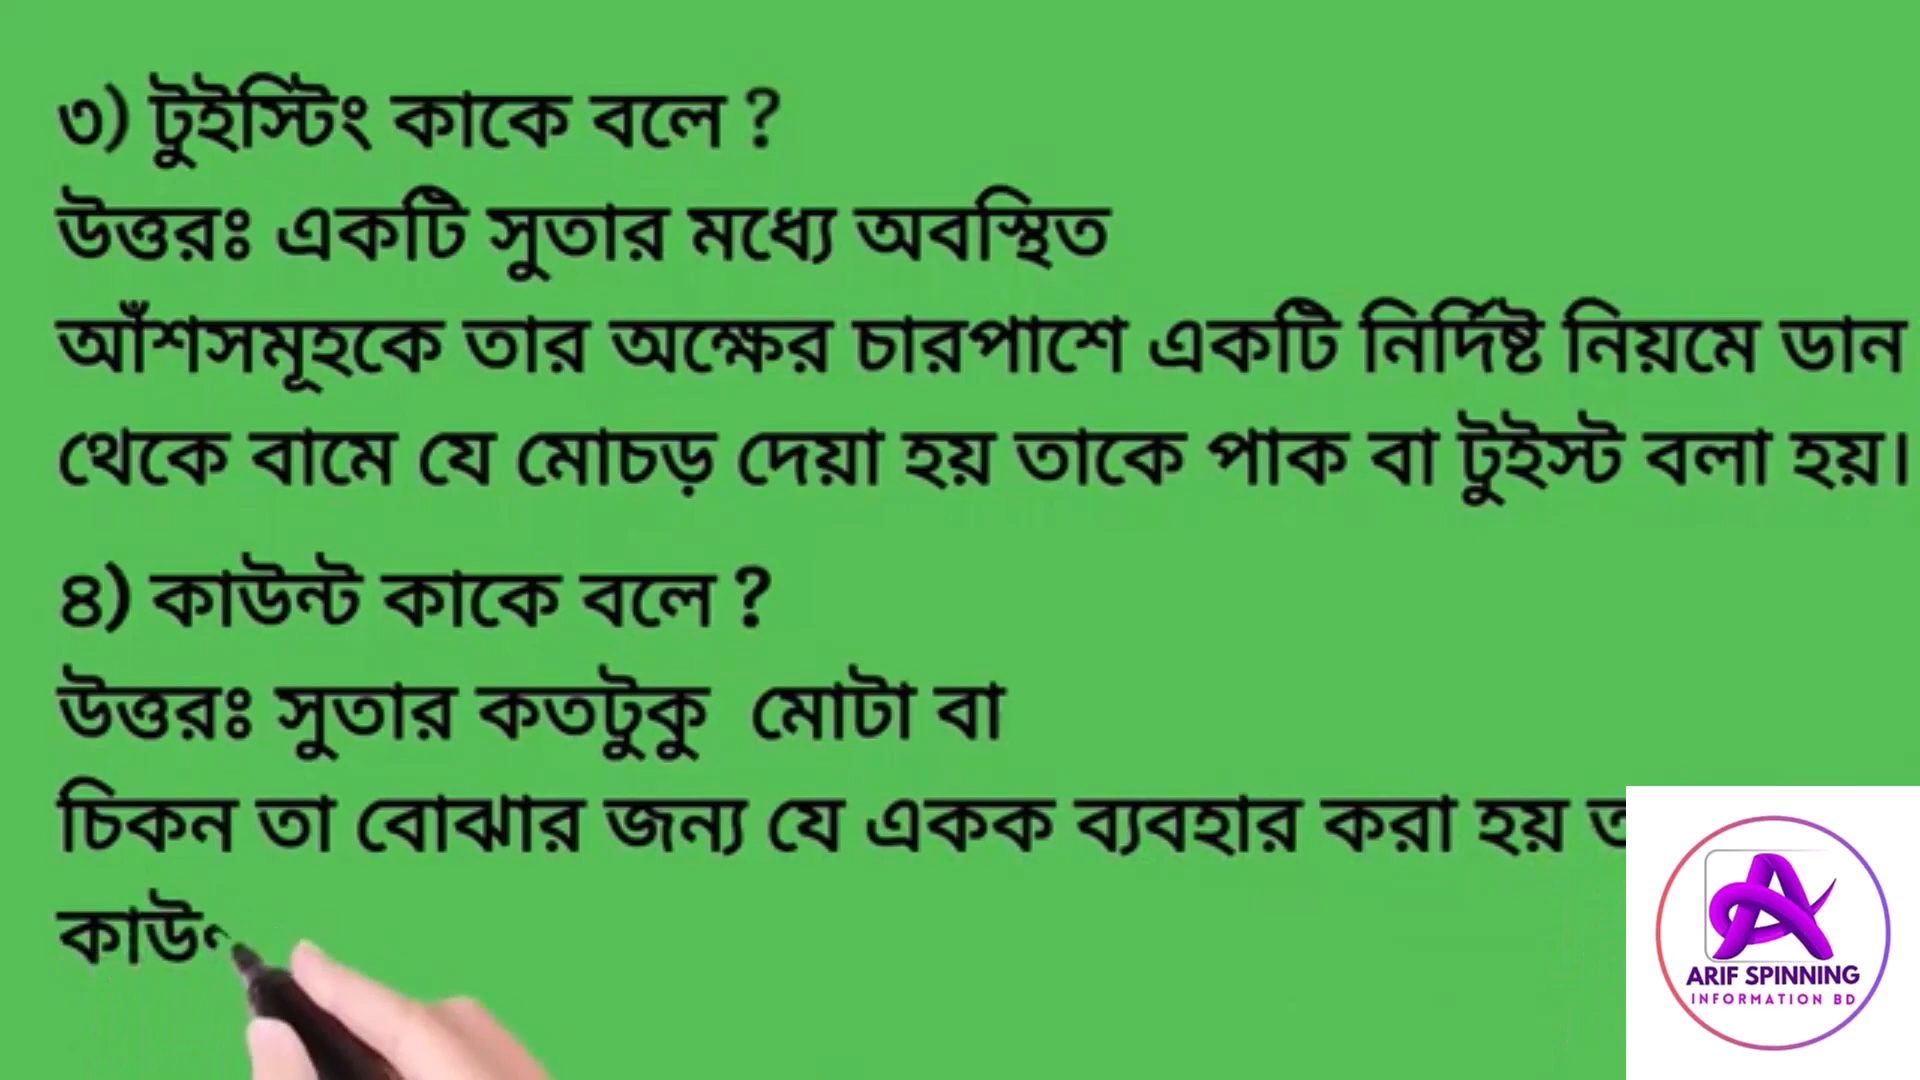 ৩) টুইস্টিং কাকে বলে ?
উত্তরঃ একটি সুতার মধ্যে অবস্থিত
আঁশসমূহকে তার অক্ষের চারপাশে একটি নির্দিষ্ট নিয়মে ডান
থেকে বামে যে মোচড় দেয়া হয় তাকে পাক বা টুইস্ট বলা হয়।
৪) কাউন্ট কাকে বলে ?
উত্তরঃ সুতার কতটুকু মোটা বা
চিকন তা বোঝার জন্য যে একক ব্যবহার করা হয়
ARIF SPINNING
INFORMATION BD